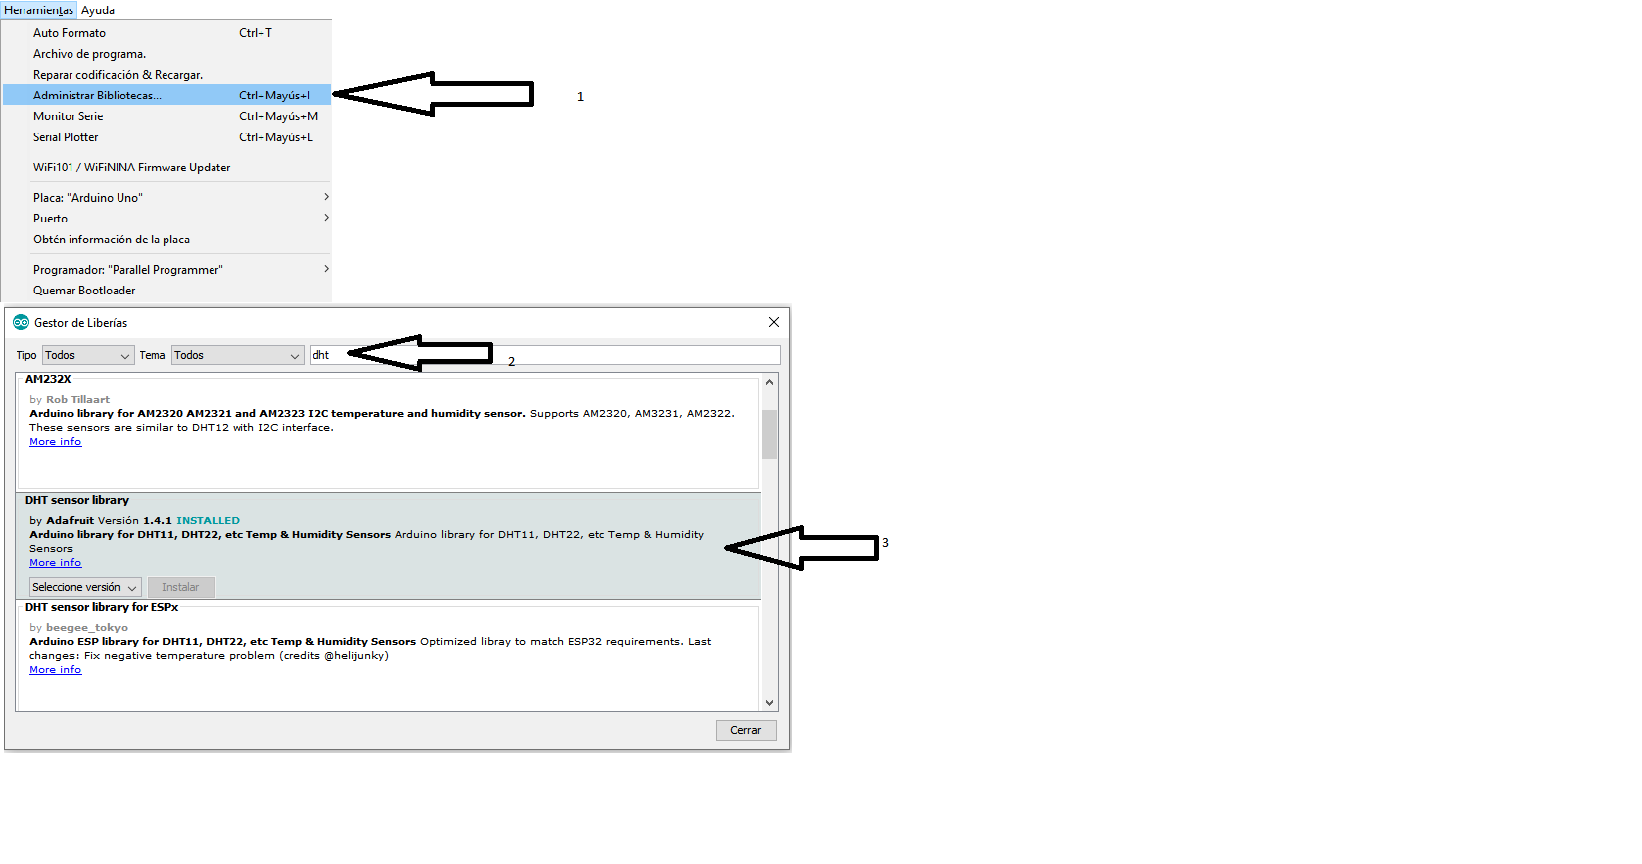 Herramientas Ayuda
Auto Formato Ctrl+T
Archivo de programa.
Reparar codificación & Recargar.
Administrar Bibliotecas... Ctrl+Mayús+I
1
Monitor Serie Ctrl+Mayús+M
Serial Plotter Ctrl+Mayús+L
WiFi101 / WiFiNINA Firmware Updater
Placa: "Arduino Uno"
Puerto
Obtén información de la placa
Programador: "Parallel Programmer"
Quemar Bootloader
Gestor de Liberías
Tipo Todos Tema Todos dht
2
AM232X
by Rob Tillaart
Arduino library for AM2320 AM2321 and AM2323 I2C temperature and humidity sensor. Supports AM2320, AM3231, AM2322.
These sensors are similar to DHT12 with I2C interface.
More info
DHT sensor library
by Adafruit Versión 1.4.1 INSTALLED
Arduino library for DHT11, DHT22, etc Temp & Humidity Sensors Arduino library for DHT11, DHT22, etc Temp & Humidity
Sensors
3
More info
Seleccione versión Instalar
DHT sensor library for ESPx
by beegee_tokyo
Arduino ESP library for DHT11, DHT22, etc Temp & Humidity Sensors Optimized libray to match ESP32 requirements. Last
changes: Fix negative temperature problem (credits @helijunky)
More info
Cerrar